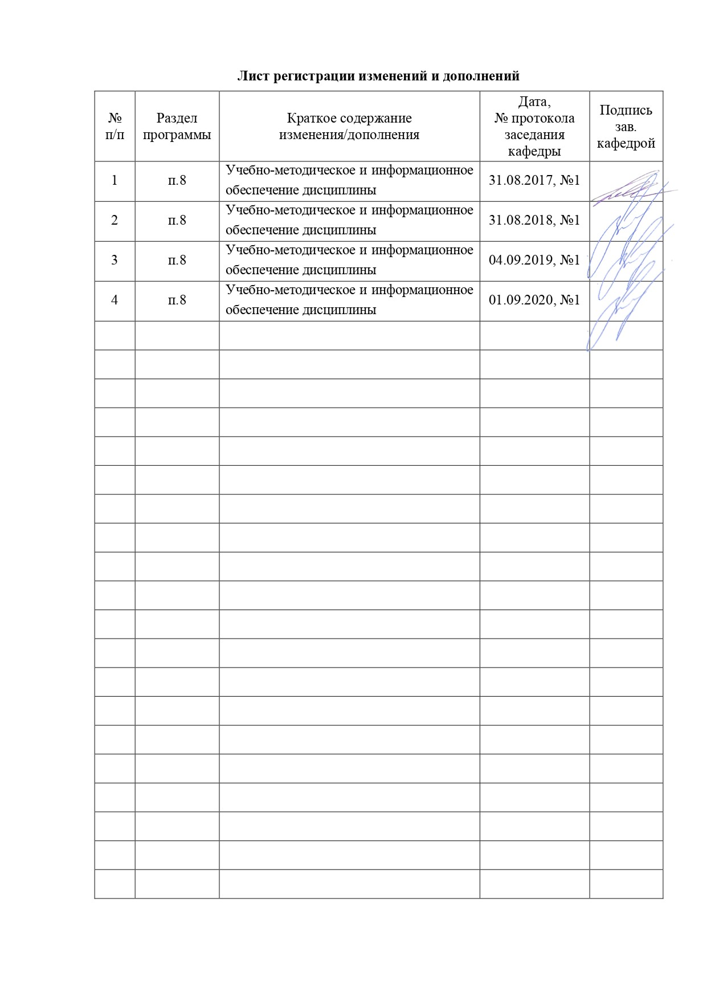 Лист регистрации изменений и дополнений
№
п/п
Раздел
программы
Краткое содержание
изменения/дополнения
Дата,
№ протокола
заседания
кафедры
Подпись
зав.
кафедрой
1
п.8
Учебно-методическое и информационное
обеспечение дисциплины
31.08.2017, №1
2
п.8
Учебно-методическое и информационное
обеспечение дисциплины
31.08.2018, №1
3
п.8
Учебно-методическое и информационное
обеспечение дисциплины
04.09.2019, №1
4
п.8
Учебно-методическое и информационное
обеспечение дисциплины
01.09.2020, №1